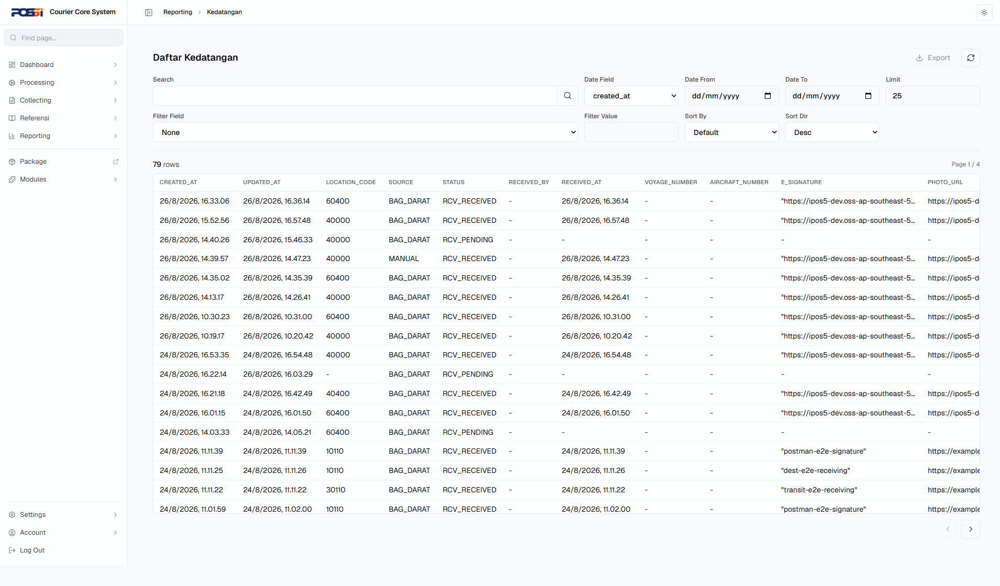 POS5i Courier Core System
Reporting > Kedatangan
Find page...
Dashboard
Processing
Collecting
Referensi
Reporting
Package
Modules
Settings
Account
Log Out
Daftar Kedatangan
Export
Search
Date Field
Date From
Date To
Limit
created_at
dd/mm/yyyy
dd/mm/yyyy
25
Filter Field
Filter Value
Sort By
Sort Dir
None
Default
Desc
79 rows
Page 1 / 4
CREATED_AT UPDATED_AT LOCATION_CODE SOURCE STATUS RECEIVED_BY RECEIVED_AT VOYAGE_NUMBER AIRCRAFT_NUMBER E_SIGNATURE PHOTO_URL
26/8/2026, 16.33.06 26/8/2026, 16.36.14 60400 BAG_DARAT RCV_RECEIVED - 26/8/2026, 16.36.14 - - "https://ipos5-dev.oss-ap-southeast-5... https://ipos5-d
26/8/2026, 15.52.56 26/8/2026, 16.57.48 40000 BAG_DARAT RCV_RECEIVED - 26/8/2026, 16.57.48 - - "https://ipos5-dev.oss-ap-southeast-5... https://ipos5-d
26/8/2026, 14.40.26 26/8/2026, 15.46.33 40000 BAG_DARAT RCV_PENDING - - - - - -
26/8/2026, 14.39.57 26/8/2026, 14.47.23 40000 MANUAL RCV_RECEIVED - 26/8/2026, 14.47.23 - - "https://ipos5-dev.oss-ap-southeast-5... https://ipos5-d
26/8/2026, 14.35.02 26/8/2026, 14.35.39 60400 BAG_DARAT RCV_RECEIVED - 26/8/2026, 14.35.39 - - "https://ipos5-dev.oss-ap-southeast-5... https://ipos5-d
26/8/2026, 14.13.17 26/8/2026, 14.26.41 40000 BAG_DARAT RCV_RECEIVED - 26/8/2026, 14.26.41 - - "https://ipos5-dev.oss-ap-southeast-5... https://ipos5-d
26/8/2026, 10.30.23 26/8/2026, 10.31.00 60400 BAG_DARAT RCV_RECEIVED - 26/8/2026, 10.31.00 - - "https://ipos5-dev.oss-ap-southeast-5... https://ipos5-d
26/8/2026, 10.19.17 26/8/2026, 10.20.42 40000 BAG_DARAT RCV_RECEIVED - 26/8/2026, 10.20.42 - - "https://ipos5-dev.oss-ap-southeast-5... https://ipos5-d
24/8/2026, 16.53.35 24/8/2026, 16.54.48 40000 BAG_DARAT RCV_RECEIVED - 24/8/2026, 16.54.48 - - "https://ipos5-dev.oss-ap-southeast-5... https://ipos5-d
24/8/2026, 16.22.14 26/8/2026, 16.03.29 - BAG_DARAT RCV_PENDING - - - - - -
24/8/2026, 16.21.18 24/8/2026, 16.42.49 40400 BAG_DARAT RCV_RECEIVED - 24/8/2026, 16.42.49 - - "https://ipos5-dev.oss-ap-southeast-5... https://ipos5-d
24/8/2026, 16.01.15 24/8/2026, 16.01.50 60400 BAG_DARAT RCV_RECEIVED - 24/8/2026, 16.01.50 - - "https://ipos5-dev.oss-ap-southeast-5... https://ipos5-d
24/8/2026, 14.03.33 24/8/2026, 14.05.21 60400 BAG_DARAT RCV_PENDING - - - - - -
24/8/2026, 11.11.39 24/8/2026, 11.11.39 10110 BAG_DARAT RCV_RECEIVED - 24/8/2026, 11.11.39 - - "postman-e2e-signature" https://example
24/8/2026, 11.11.25 24/8/2026, 11.11.26 10110 BAG_DARAT RCV_RECEIVED - 24/8/2026, 11.11.26 - - "dest-e2e-receiving" https://example
24/8/2026, 11.11.22 24/8/2026, 11.11.22 30110 BAG_DARAT RCV_RECEIVED - 24/8/2026, 11.11.22 - - "transit-e2e-receiving" https://example
24/8/2026, 11.01.59 24/8/2026, 11.02.00 10110 BAG_DARAT RCV_RECEIVED - 24/8/2026, 11.02.00 - - "postman-e2e-signature" https://example